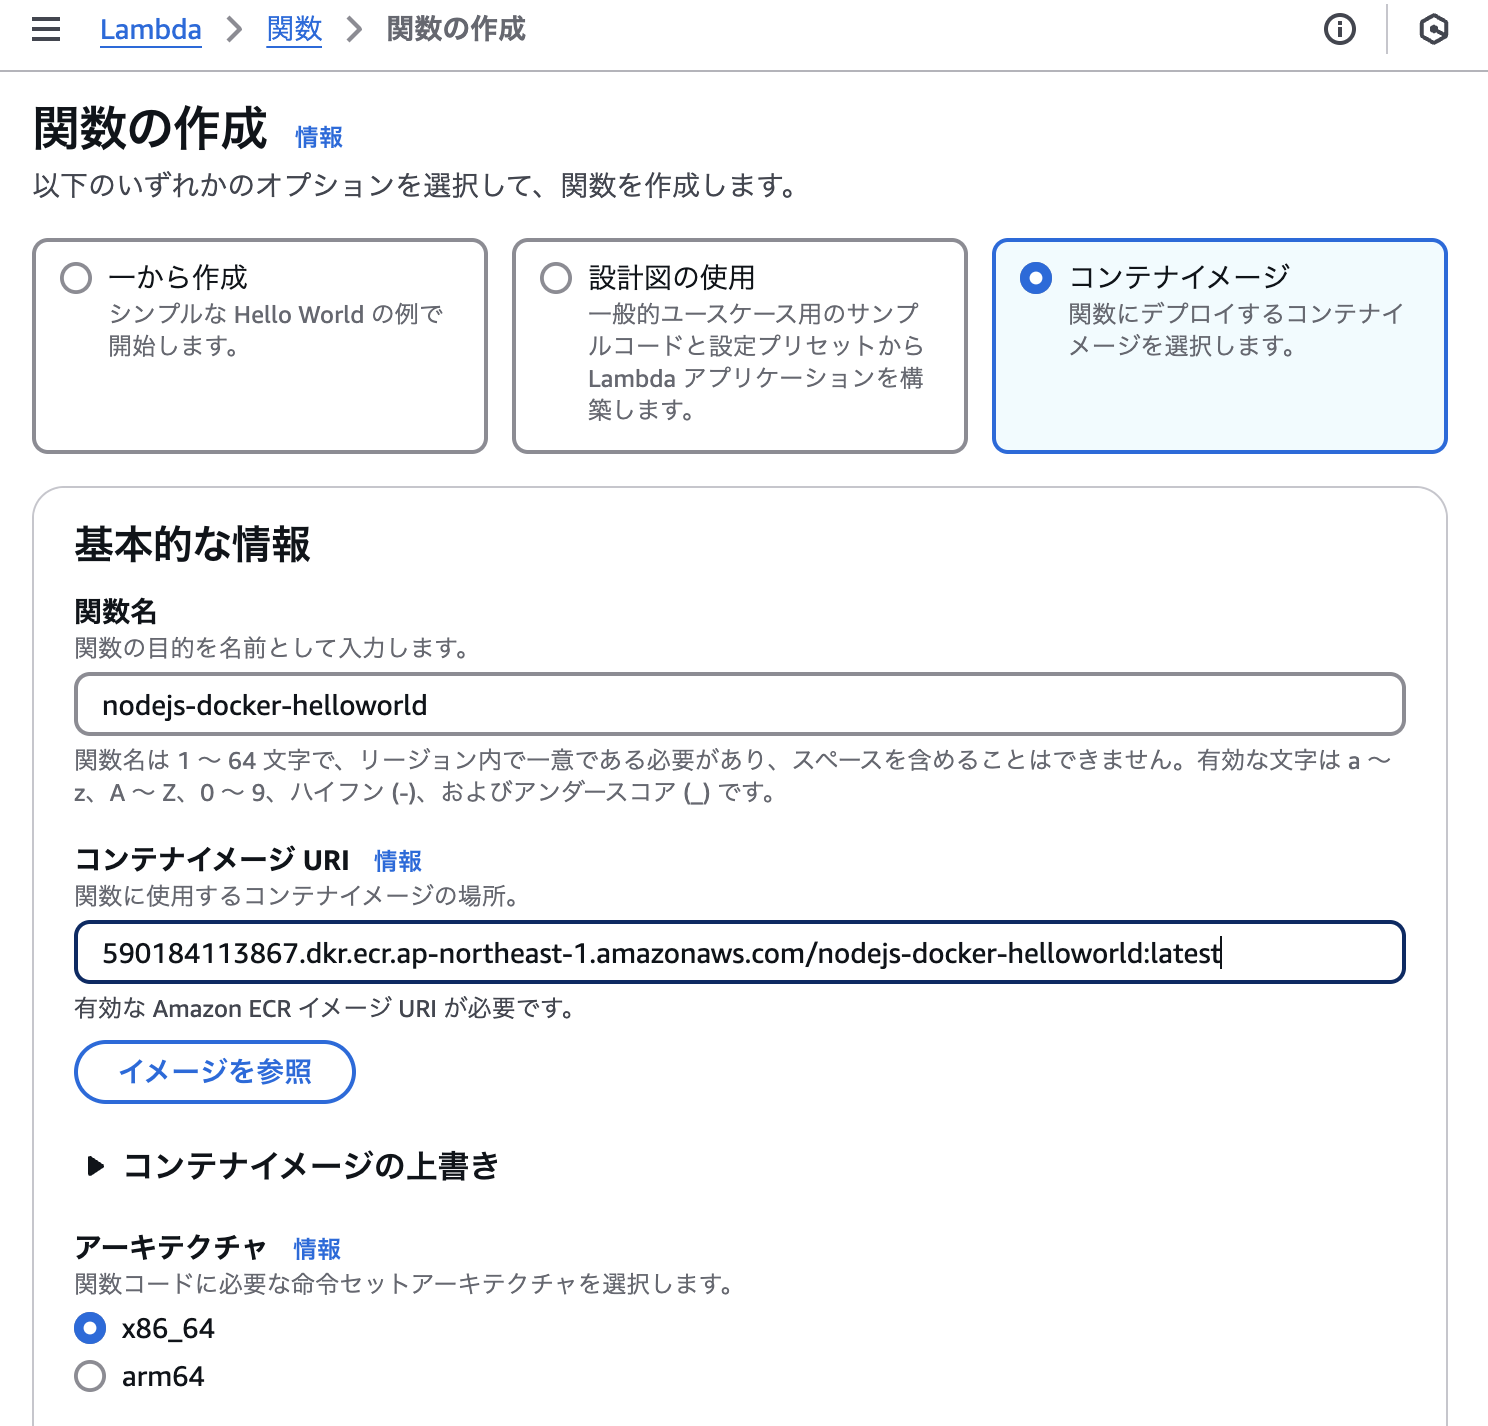 Lambda > 関数 > 関数の作成
関数の作成 情報
以下のいずれかのオプションを選択して、関数を作成します。
一から作成
シンプルな Hello World の例で
開始します。
設計図の使用
一般的ユースケース用のサンプ
ルコードと設定プリセットから
Lambda アプリケーションを構
築します。
コンテナイメージ
関数にデプロイするコンテナイ
メージを選択します。
基本的な情報
関数名
関数の目的を名前として入力します。
nodejs-docker-helloworld
関数名は 1 ～ 64 文字で、リージョン内で一意である必要があり、スペースを含めることはできません。有効な文字は a ～
z、A ～ Z、0 ～ 9、ハイフン (-)、およびアンダースコア (_) です。
コンテナイメージ URI 情報
関数に使用するコンテナイメージの場所。
590184113867.dkr.ecr.ap-northeast-1.amazonaws.com/nodejs-docker-helloworld:latest
有効な Amazon ECR イメージ URI が必要です。
イメージを参照
コンテナイメージの上書き
アーキテクチャ 情報
関数コードに必要な命令セットアーキテクチャを選択します。
x86_64
arm64